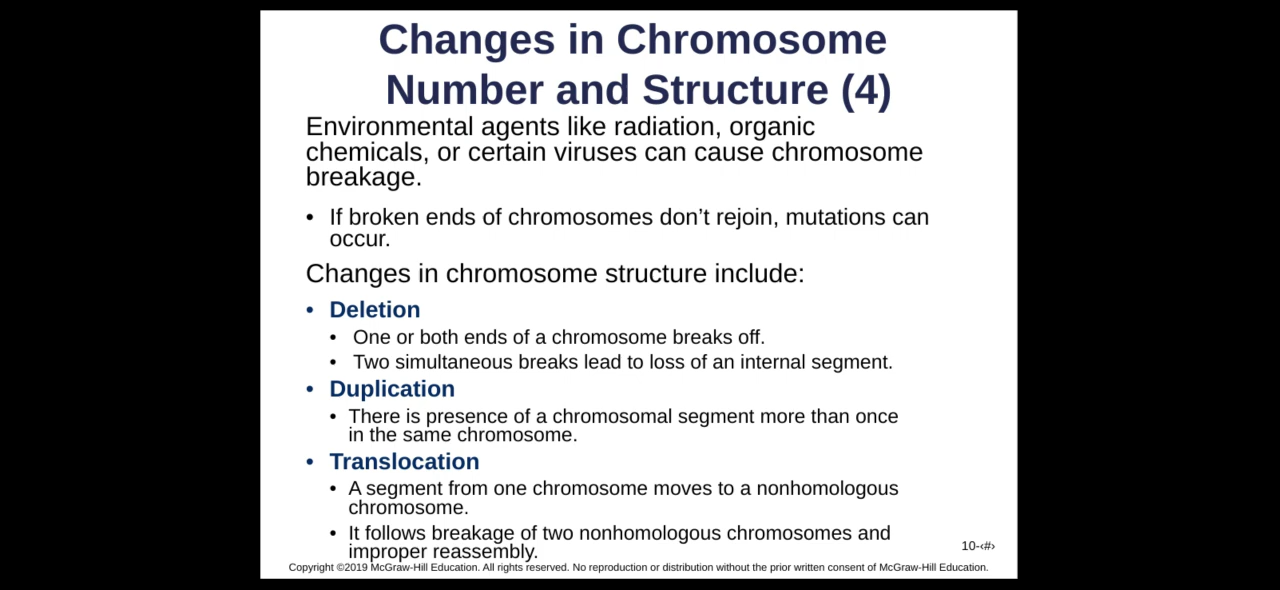 Changes in Chromosome
Number and Structure (4)
Environmental agents like radiation, organic
chemicals, or certain viruses can cause chromosome
breakage.
• If broken ends of chromosomes don’t rejoin, mutations can
occur.
Changes in chromosome structure include:
• Deletion
• One or both ends of a chromosome breaks off.
• Two simultaneous breaks lead to loss of an internal segment.
• Duplication
• There is presence of a chromosomal segment more than once
in the same chromosome.
• Translocation
• A segment from one chromosome moves to a nonhomologous
chromosome.
• It follows breakage of two nonhomologous chromosomes and
improper reassembly.
10-‹#›
Copyright ©2019 McGraw-Hill Education. All rights reserved. No reproduction or distribution without the prior written consent of McGraw-Hill Education.